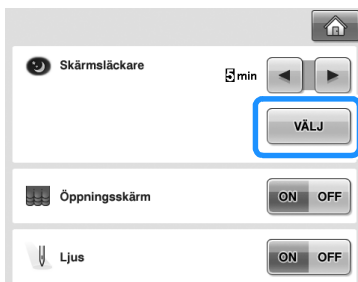 Skärmsläckare
5 min
VÄLJ
Öppningsskärm
ON OFF
Ljus
ON OFF